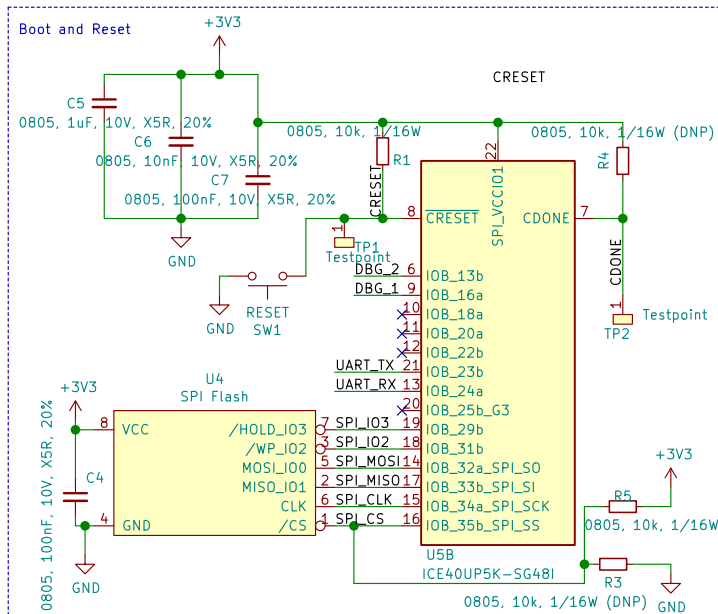 Boot and Reset
+3V3
CRESET
C5
0805, 1uF, 10V, X5R, 20%
C6
0805, 10nF, 10V, X5R, 20%
C7
0805, 100nF, 10V, X5R, 20%
GND
0805, 10k, 1/16W
R1
CRESET
0805, 10k, 1/16W (DNP)
R4
22
SPI_VCCIO1
8
CRESET
CDONE
7
1
TP1
Testpoint
CDONE
1
Testpoint
TP2
GND
RESET
SW1
DBG_2
6
IOB_13b
DBG_1
9
IOB_16a
10
IOB_18a
11
IOB_20a
12
IOB_22b
UART_TX
21
IOB_23b
UART_RX
13
IOB_24a
20
IOB_25b_G3
19
IOB_29b
18
IOB_31b
14
IOB_32a_SPI_SO
17
IOB_33b_SPI_SI
15
IOB_34a_SPI_SCK
16
IOB_35b_SPI_SS
U5B
ICE40UP5K-SG48I
U4
SPI Flash
+3V3
8
VCC
/HOLD_IO3
7
SPI_IO3
/WP_IO2
3
SPI_IO2
MOSI_IO0
5
SPI_MOSI
MISO_IO1
2
SPI_MISO
CLK
6
SPI_CLK
4
GND
/CS
1
SPI_CS
C4
0805, 100nF, 10V, X5R, 20%
GND
+3V3
R5
0805, 10k, 1/16W
R3
0805, 10k, 1/16W (DNP)
GND